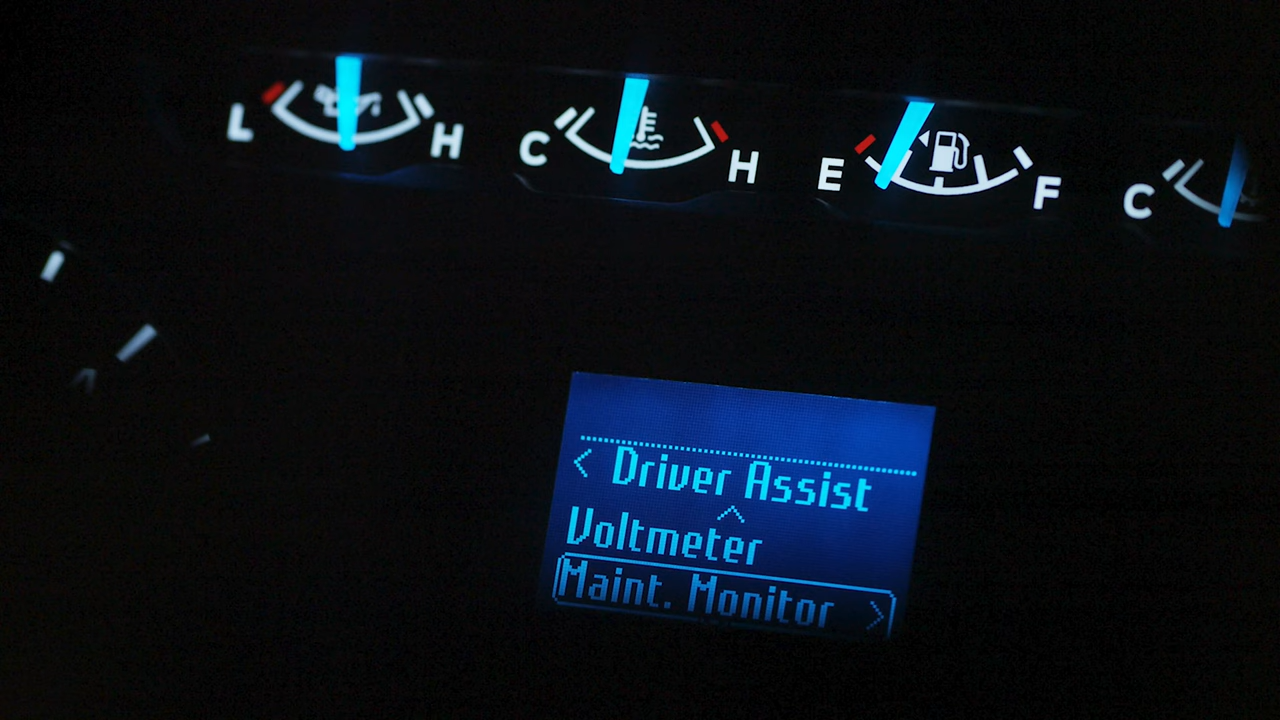 L H C H E F C
< Driver Assist
Voltmeter
Maint. Monitor >